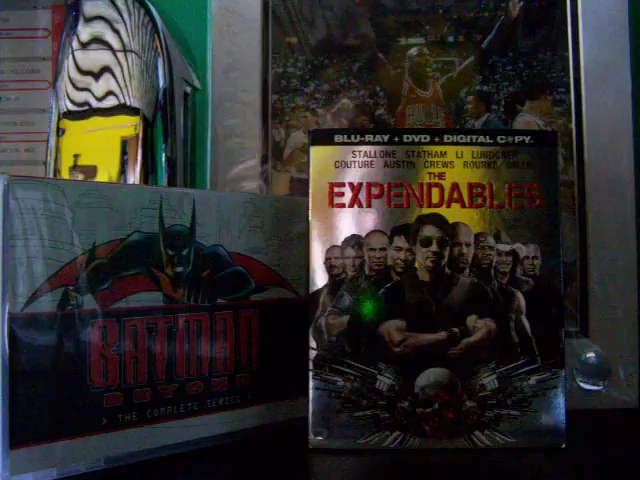 BULLS
BLU-RAY + DVD + DIGITAL COPY
STALLONE STATHAM LI LUNDGREN
COUTURE AUSTIN CREWS ROURKE
THE
EXPENDABLES
BATMAN
BEYOND
> THE COMPLETE SERIES